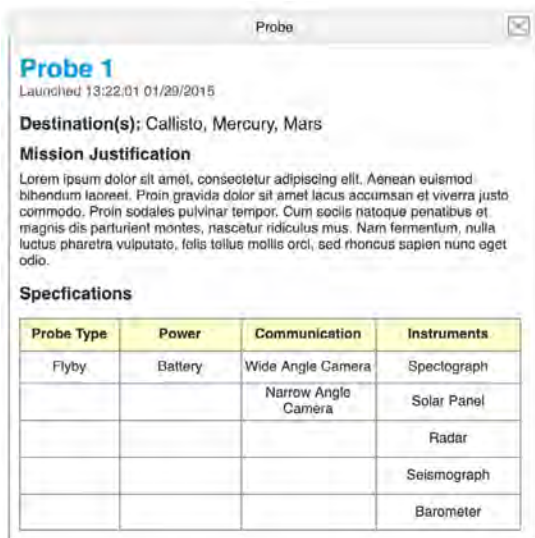 Probe
Probe 1
Launched 13:22:01 01/29/2015
Destination(s): Callisto, Mercury, Mars
Mission Justification
Lorem ipsum dolor sit amet, consectetur adipiscing elit. Aenean euismod
bibendum laoreet. Proin gravida dolor sit amet lacus accumsan et viverra justo
commodo. Proin sodales pulvinar tempor. Cum sociis natoque penatibus et
magnis dis parturient montes, nascetur ridiculus mus. Nam fermentum, nulla
luctus pharetra vulputate, felis tellus mollis orci, sed rhoncus sapien nunc eget
odio.
Specfications
Probe Type Power Communication Instruments
Flyby Battery Wide Angle Camera Spectograph
Narrow Angle
Camera Solar Panel
Radar
Seismograph
Barometer